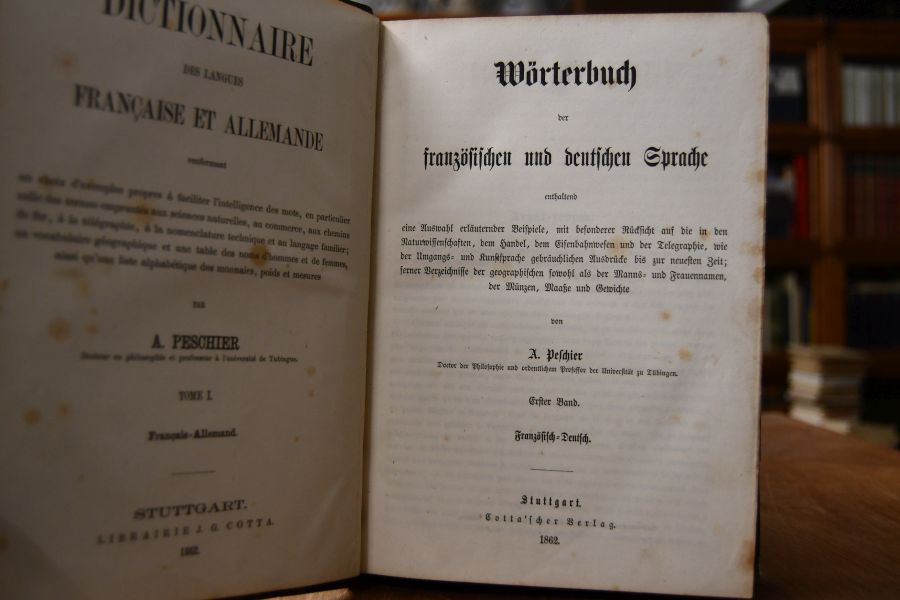 DICTIONNAIRE
DES LANGUES
FRANÇAISE ET ALLEMANDE
renfermant
un choix d'exemples propres à faciliter l'intelligence des mots, en particulier
celle des termes empruntés aux sciences naturelles, au commerce, aux chemins
de fer, à la télégraphie, à la nomenclature technique et au langage familier;
un vocabulaire géographique et une table des noms d'hommes et de femmes,
ainsi qu'une liste alphabétique des monnaies, poids et mesures
PAR
A. PESCHIER
Docteur en philosophie et professeur à l'université de Tubingue.
TOME I.
Français-Allemand.
STUTTGART.
LIBRAIRIE J. G. COTTA.
1862.
Wörterbuch
der
französischen und deutschen Sprache
enthaltend
eine Auswahl erläuternder Beispiele, mit besonderer Rücksicht auf die in den
Naturwissenschaften, dem Handel, dem Eisenbahnwesen und der Telegraphie, wie
der Umgangs- und Kunstsprache gebräuchlichen Ausdrücke bis zur neuesten Zeit;
ferner Verzeichnisse der geographischen sowohl als der Manns- und Frauennamen,
der Münzen, Maaße und Gewichte
von
A. Peschier
Doctor der Philosophie und ordentlichem Professor der Universität zu Tübingen.
Erster Band.
Französisch-Deutsch.
Stuttgart.
Cotta'scher Verlag.
1862.